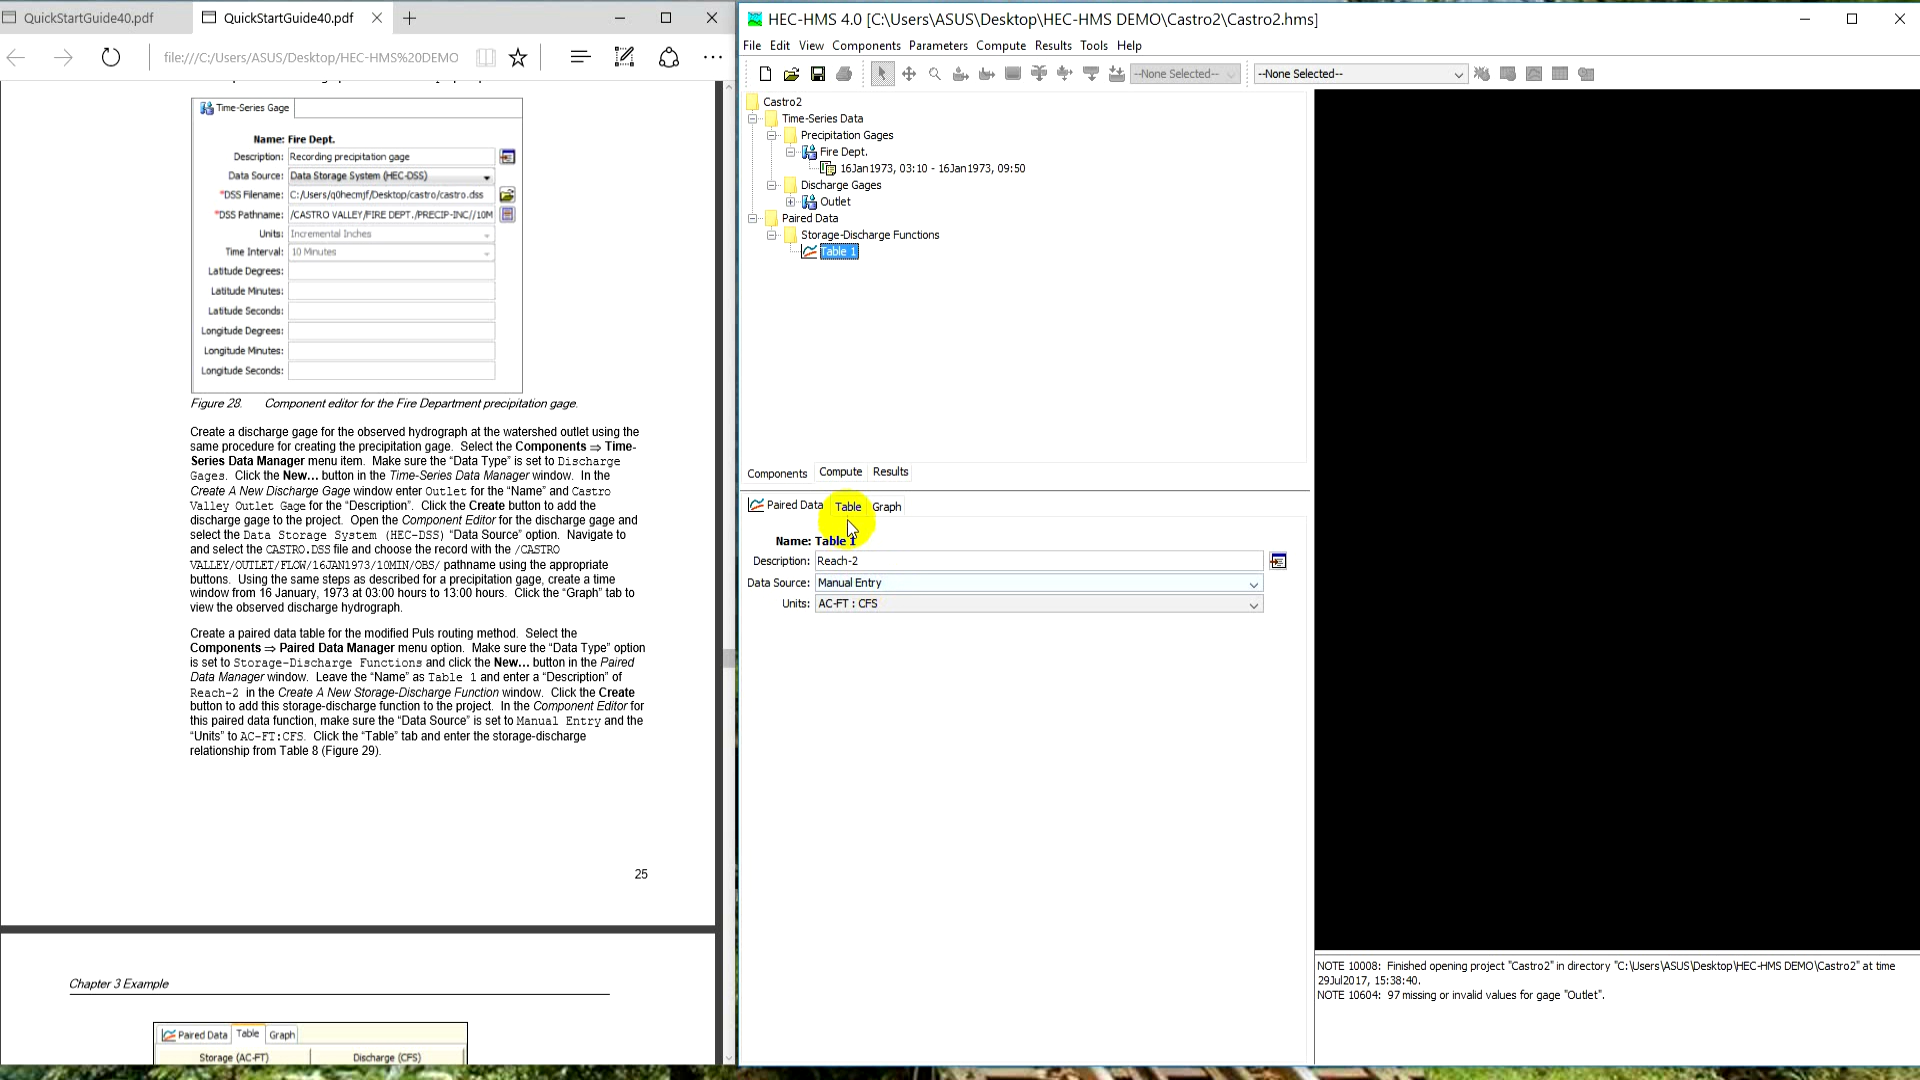 QuickStartGuide40.pdf
QuickStartGuide40.pdf
file:///C:/Users/ASUS/Desktop/HEC-HMS%20DEMO
Time-Series Gage
Name: Fire Dept.
Description: Recording precipitation gage
Data Source: Data Storage System (HEC-DSS)
*DSS Filename: C:/Users/q0hecmjf/Desktop/castro/castro.dss
*DSS Pathname: /CASTRO VALLEY/FIRE DEPT./PRECIP-INC//10M
Units: Incremental Inches
Time Interval: 10 Minutes
Latitude Degrees:
Latitude Minutes:
Latitude Seconds:
Longitude Degrees:
Longitude Minutes:
Longitude Seconds:
Figure 28. Component editor for the Fire Department precipitation gage.
Create a discharge gage for the observed hydrograph at the watershed outlet using the
same procedure for creating the precipitation gage. Select the Components ⇒ Time-
Series Data Manager menu item. Make sure the “Data Type” is set to Discharge
Gages. Click the New… button in the Time-Series Data Manager window. In the
Create A New Discharge Gage window enter Outlet for the “Name” and Castro
Valley Outlet Gage for the “Description”. Click the Create button to add the
discharge gage to the project. Open the Component Editor for the discharge gage and
select the Data Storage System (HEC-DSS) “Data Source” option. Navigate to
and select the CASTRO.DSS file and choose the record with the /CASTRO
VALLEY/OUTLET/FLOW/16JAN1973/10MIN/OBS/ pathname using the appropriate
buttons. Using the same steps as described for a precipitation gage, create a time
window from 16 January, 1973 at 03:00 hours to 13:00 hours. Click the “Graph” tab to
view the observed discharge hydrograph.
Create a paired data table for the modified Puls routing method. Select the
Components ⇒ Paired Data Manager menu option. Make sure the “Data Type” option
is set to Storage-Discharge Functions and click the New… button in the Paired
Data Manager window. Leave the “Name” as Table 1 and enter a “Description” of
Reach-2 in the Create A New Storage-Discharge Function window. Click the Create
button to add this storage-discharge function to the project. In the Component Editor for
this paired data function, make sure the “Data Source” is set to Manual Entry and the
“Units” to AC-FT:CFS. Click the “Table” tab and enter the storage-discharge
relationship from Table 8 (Figure 29).
25
Chapter 3 Example
Paired Data Table Graph
Storage (AC-FT) Discharge (CFS)
HEC-HMS 4.0 [C:\Users\ASUS\Desktop\HEC-HMS DEMO\Castro2\Castro2.hms]
File Edit View Components Parameters Compute Results Tools Help
--None Selected-- --None Selected--
Castro2
Time-Series Data
Precipitation Gages
Fire Dept.
16Jan1973, 03:10 - 16Jan1973, 09:50
Discharge Gages
Outlet
Paired Data
Storage-Discharge Functions
Table 1
Components Compute Results
Paired Data Table Graph
Name: Table 1
Description: Reach-2
Data Source: Manual Entry
Units: AC-FT : CFS
NOTE 10008: Finished opening project "Castro2" in directory "C:\Users\ASUS\Desktop\HEC-HMS DEMO\Castro2" at time
29Jul2017, 15:38:40.
NOTE 10604: 97 missing or invalid values for gage "Outlet".